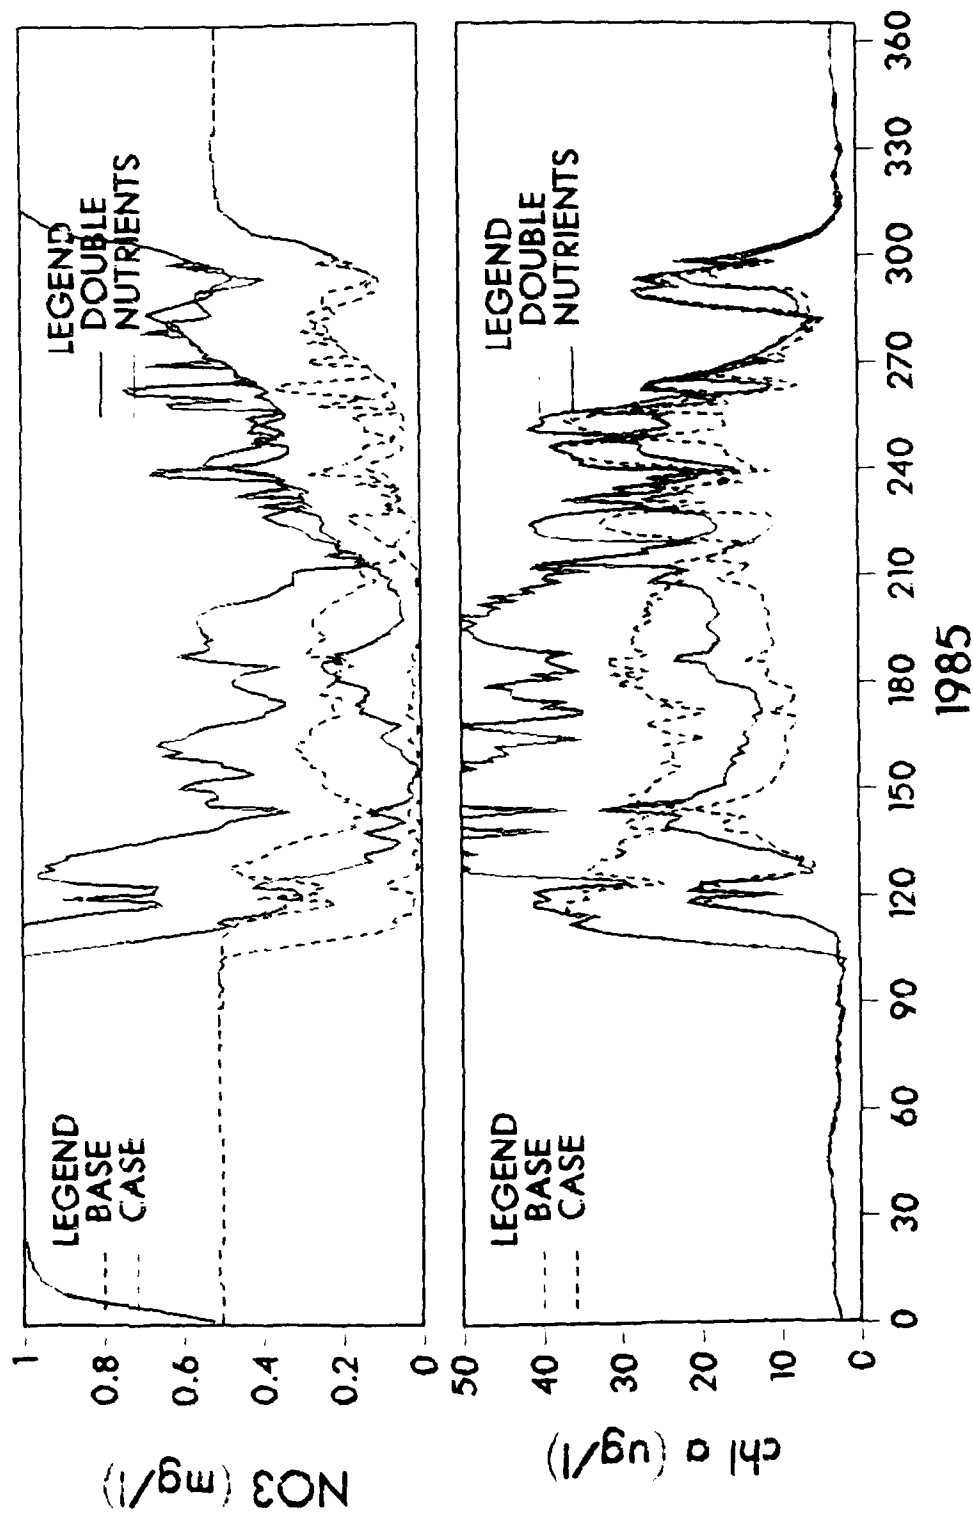 NO3 (mg/l)
1
0.8
0.6
0.4
0.2
0
LEGEND
BASE
CASE
LEGEND
DOUBLE
NUTRIENTS
chl a (ug/l)
50
40
30
20
10
0
LEGEND
BASE
CASE
LEGEND
DOUBLE
NUTRIENTS
0 30 60 90 120 150 180 210 240 270 300 330 360
1985